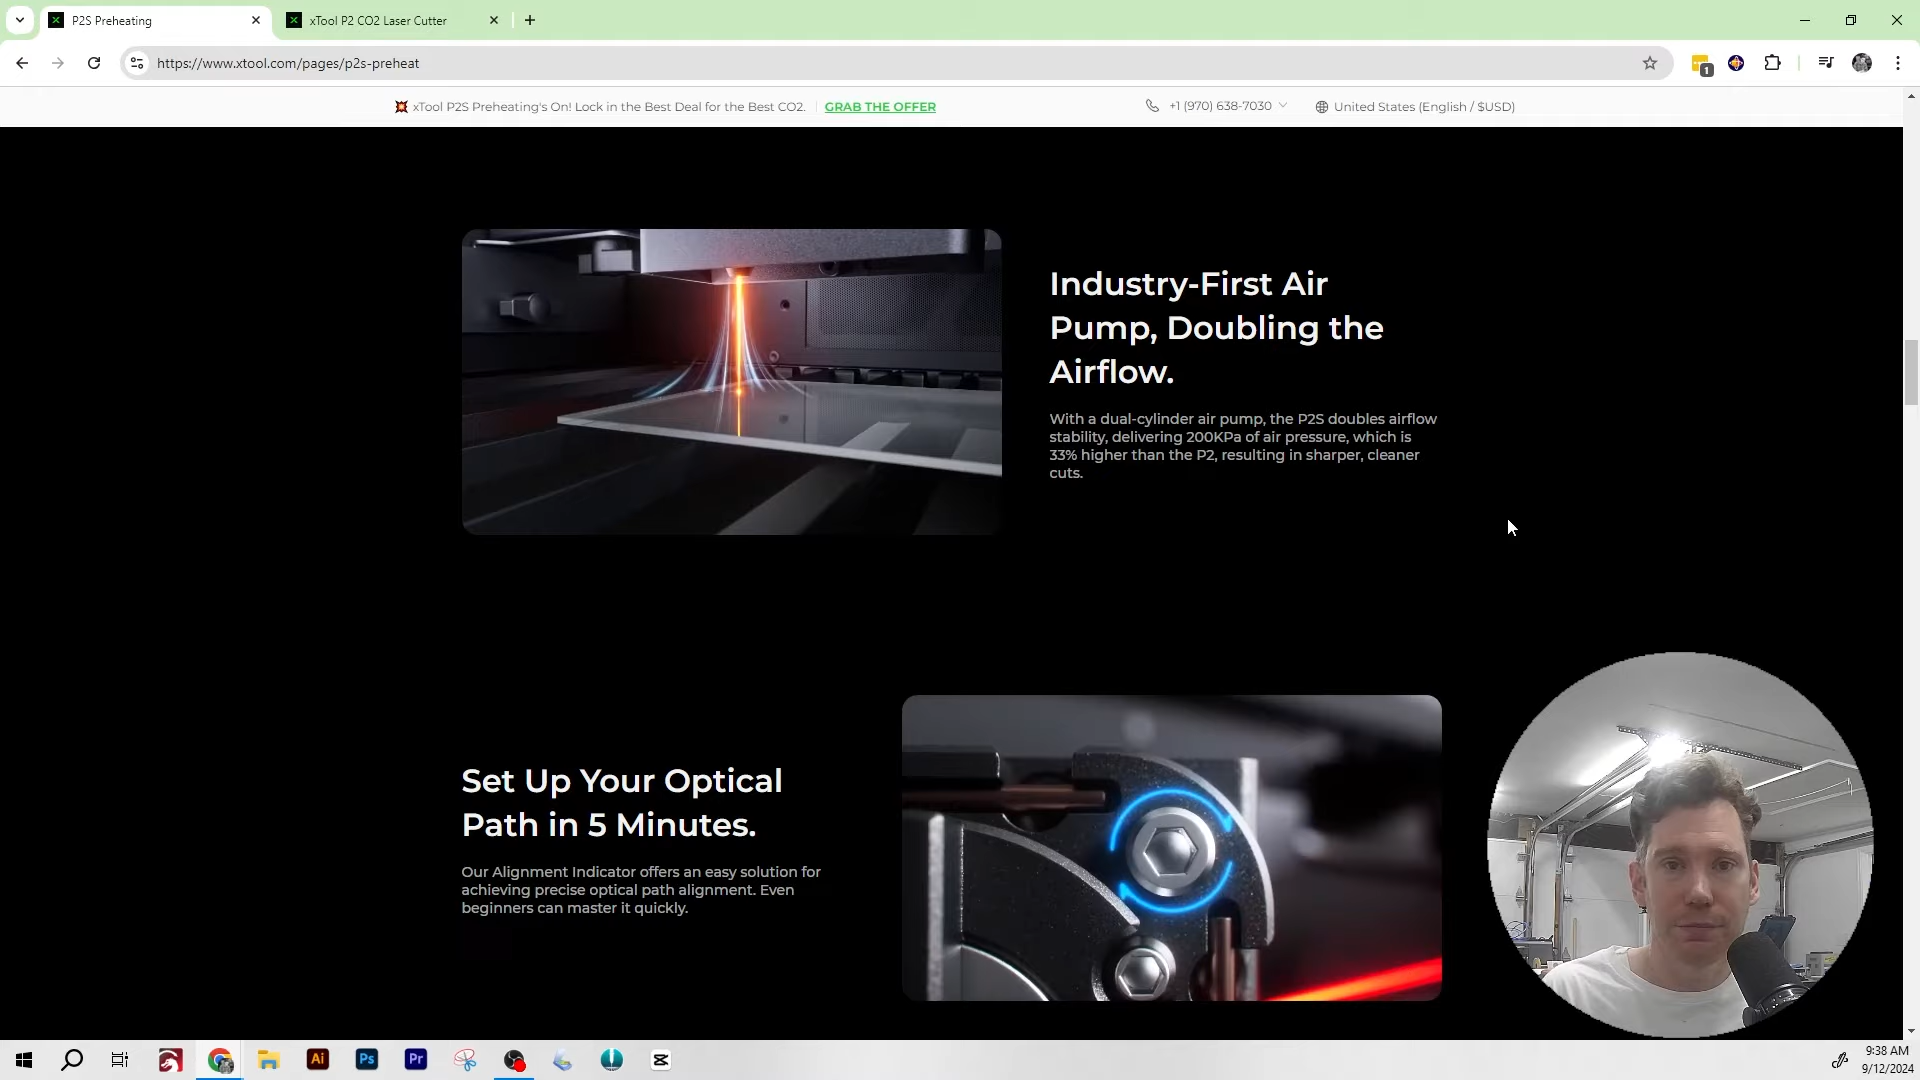 P2S Preheating
xTool P2 CO2 Laser Cutter
https://www.xtool.com/pages/p2s-preheat
1
xTool P2S Preheating's On! Lock in the Best Deal for the Best CO2.
GRAB THE OFFER
+1 (970) 638-7030
United States (English / $USD)
Industry-First Air
Pump, Doubling the
Airflow.
With a dual-cylinder air pump, the P2S doubles airflow
stability, delivering 200KPa of air pressure, which is
33% higher than the P2, resulting in sharper, cleaner
cuts.
Set Up Your Optical
Path in 5 Minutes.
Our Alignment Indicator offers an easy solution for
achieving precise optical path alignment. Even
beginners can master it quickly.
Ai
Ps
Pr
9:38 AM
9/12/2024